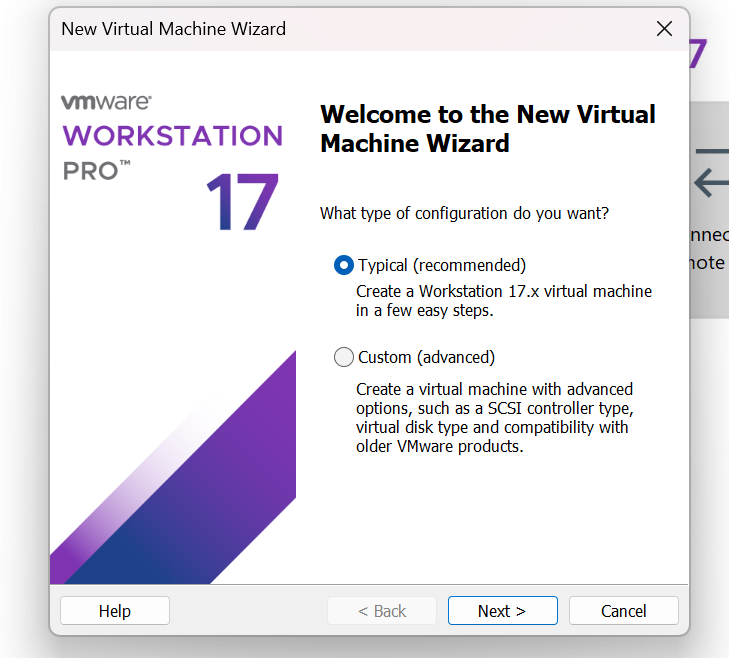 New Virtual Machine Wizard
vmware®
WORKSTATION
PRO™
17
Welcome to the New Virtual
Machine Wizard
What type of configuration do you want?
Typical (recommended)
Create a Workstation 17.x virtual machine
in a few easy steps.
Custom (advanced)
Create a virtual machine with advanced
options, such as a SCSI controller type,
virtual disk type and compatibility with
older VMware products.
Help
< Back
Next >
Cancel
7